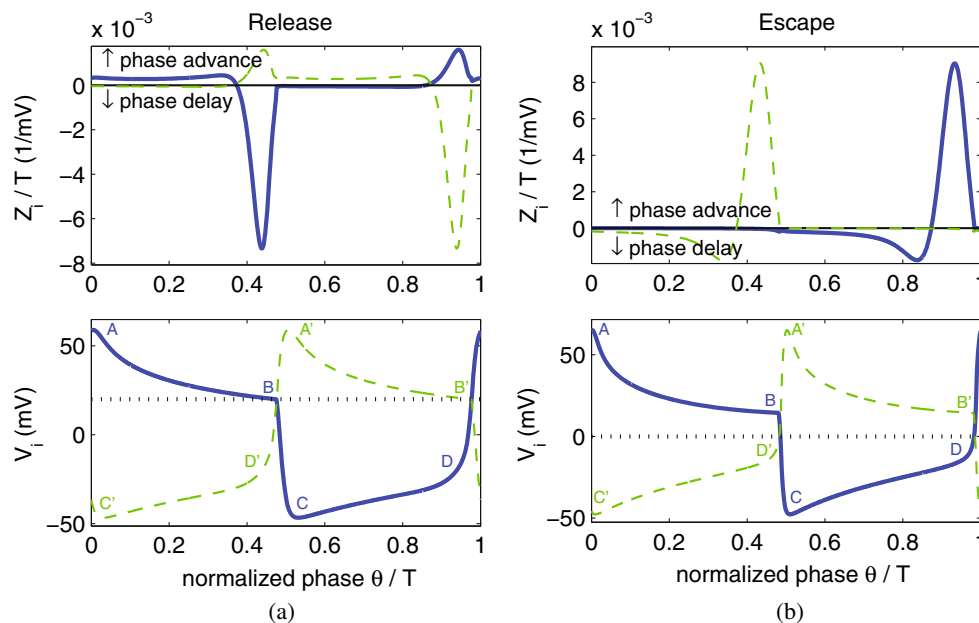 Release
x 10⁻³
↑ phase advance
↓ phase delay
Z_i / T (1/mV)
0
−2
−4
−6
−8
0 0.2 0.4 0.6 0.8 1
A
B
C
D
A'
B'
C'
D'
V_i (mV)
50
0
−50
0 0.2 0.4 0.6 0.8 1
normalized phase θ / T
(a)
Escape
x 10⁻³
Z_i / T (1/mV)
8
6
4
2
0
↑ phase advance
↓ phase delay
0 0.2 0.4 0.6 0.8 1
A
B
C
D
A'
B'
C'
D'
V_i (mV)
50
0
−50
0 0.2 0.4 0.6 0.8 1
normalized phase θ / T
(b)